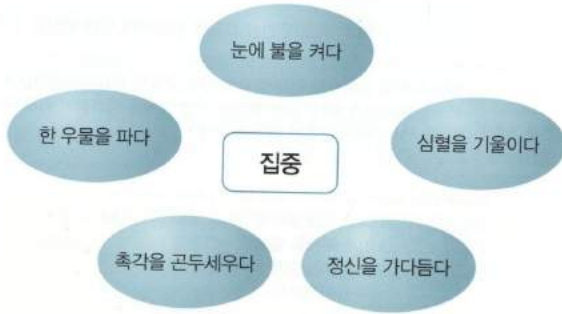 눈에 불을 켜다
한 우물을 파다
심혈을 기울이다
집중
촉각을 곤두세우다
정신을 가다듬다